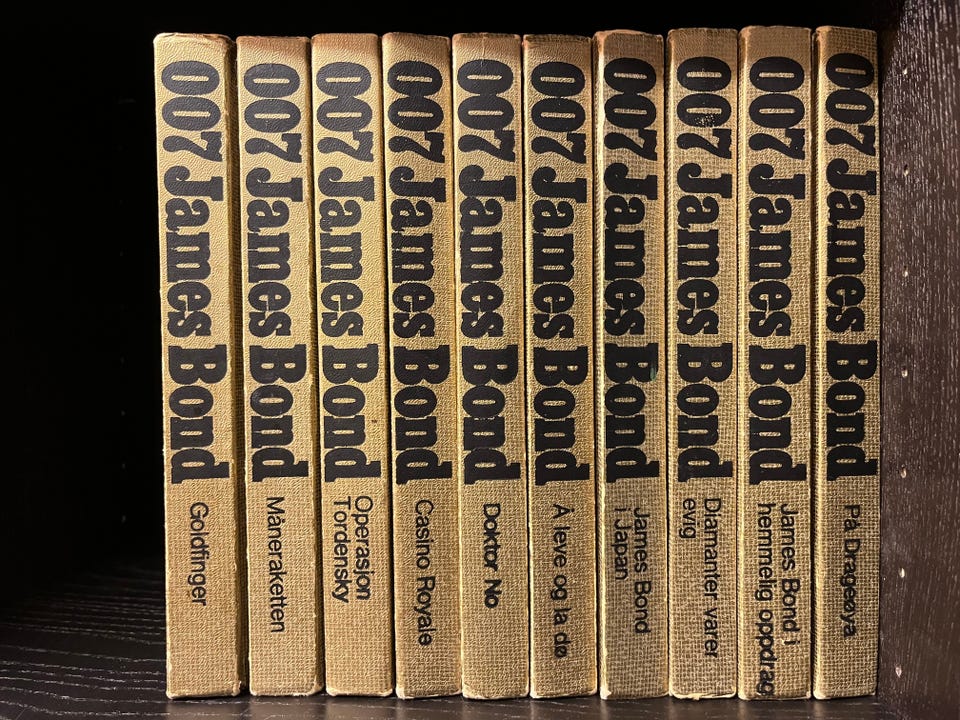 007 James Bond
Goldfinger
007 James Bond
Måneraketten
007 James Bond
Operasjon
Tordensky
007 James Bond
Casino Royale
007 James Bond
Doktor No
007 James Bond
Å leve og la dø
007 James Bond
James Bond
i Japan
007 James Bond
Diamanter varer
evig
007 James Bond
James Bond i
hemmelig oppdrag
007 James Bond
På Drageøya